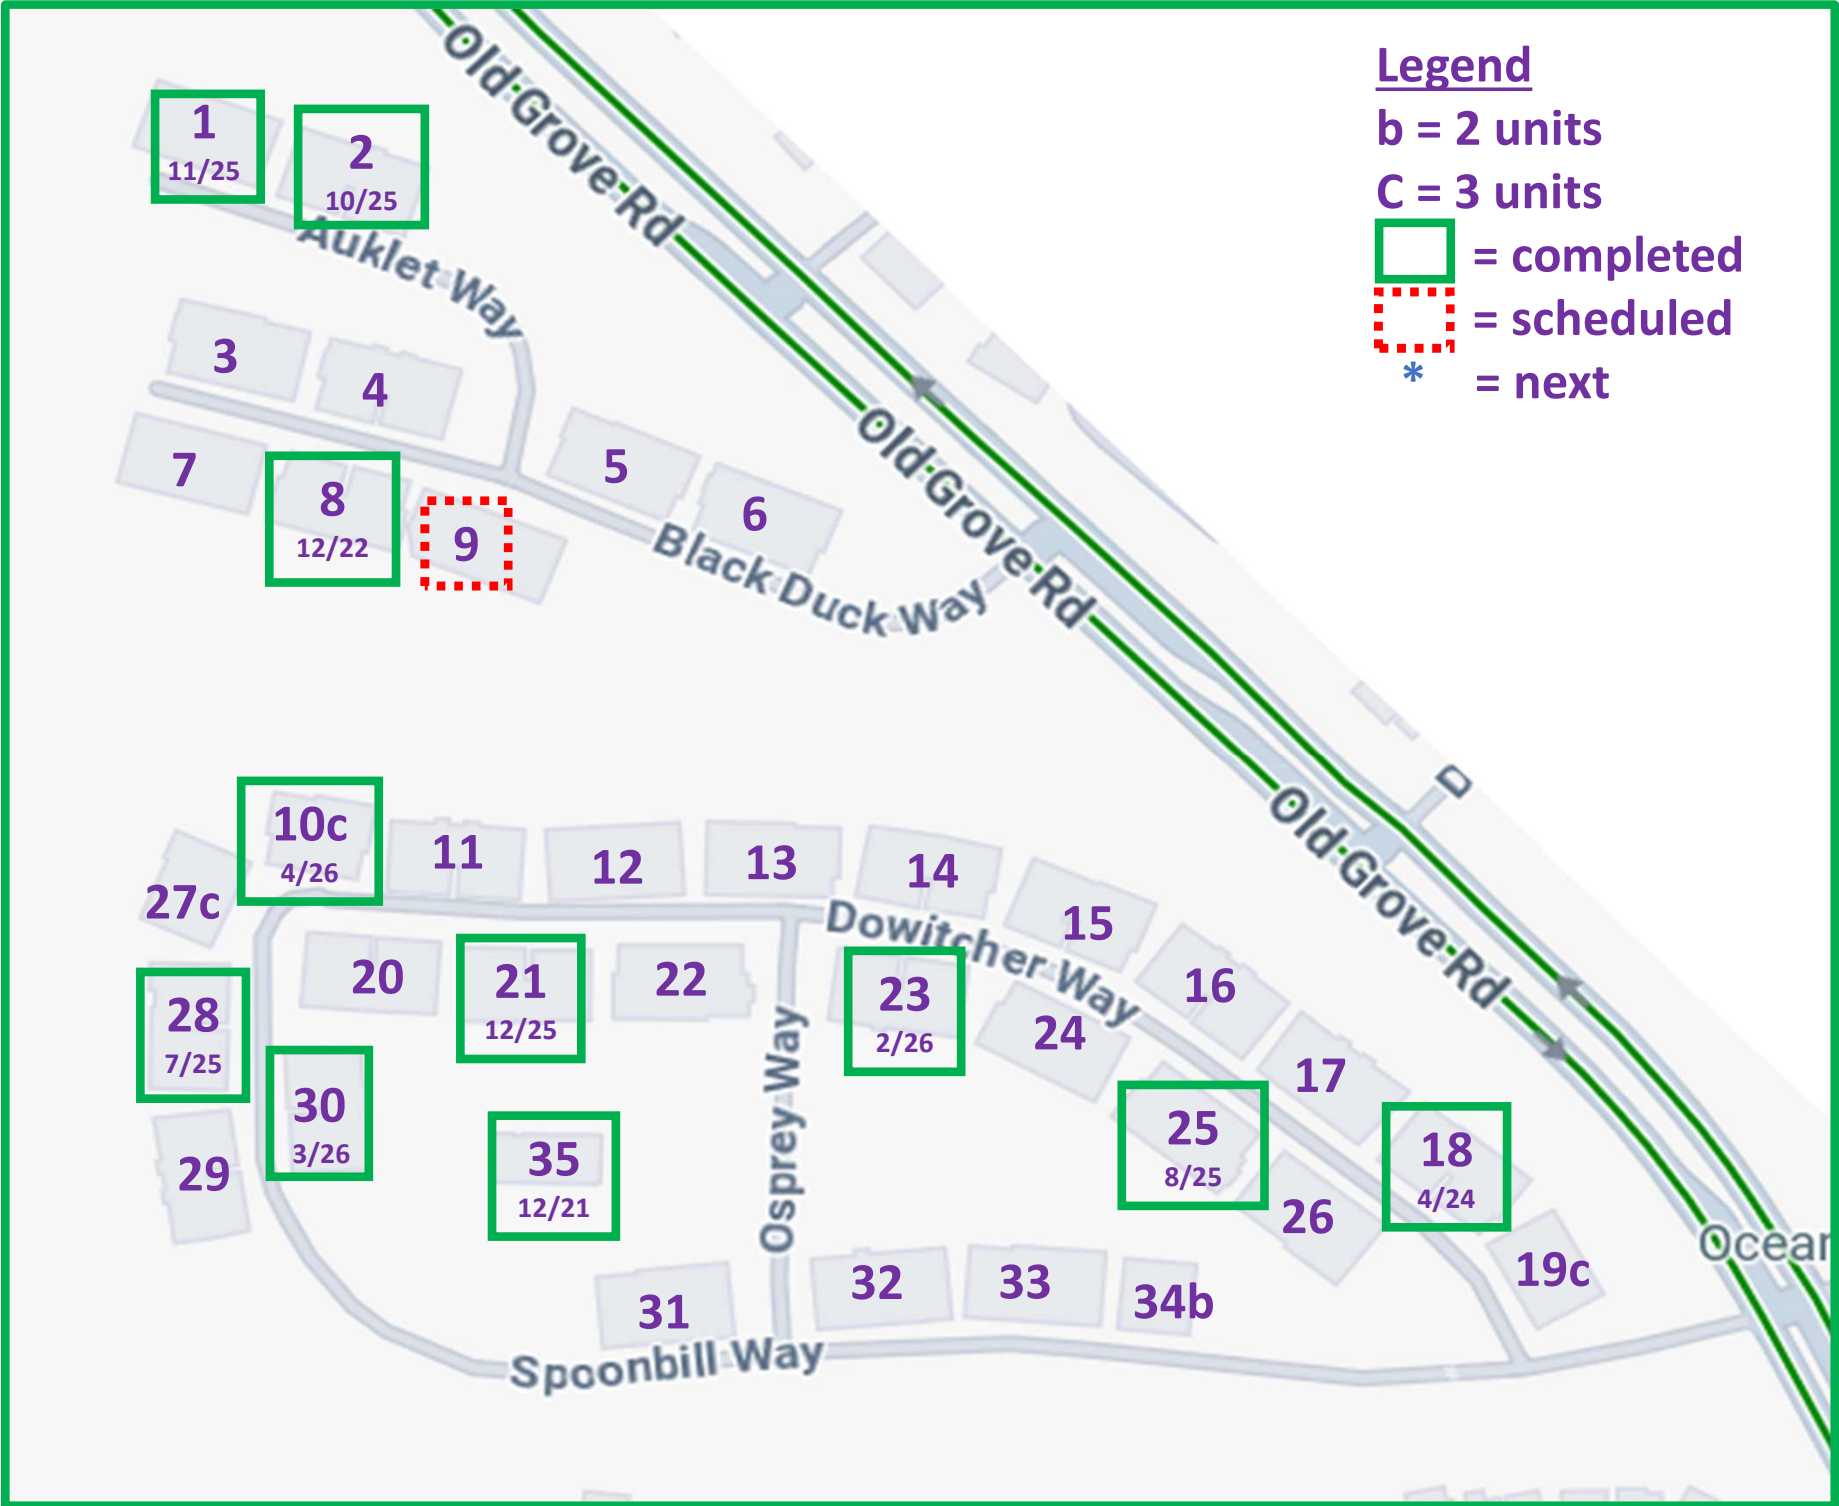 Legend
b = 2 units
C = 3 units
= completed
= scheduled
* = next
Old Grove Rd
1
11/25
2
10/25
Auklet Way
3
4
5
6
7
8
12/22
9
Black Duck Way
Old Grove Rd
10c
4/26
11
12
13
14
15
16
17
18
4/24
19c
Old Grove Rd
27c
Dowitcher Way
20
21
12/25
22
23
2/26
24
25
8/25
26
28
7/25
29
30
3/26
35
12/21
Osprey Way
31
32
33
34b
Spoonbill Way
Ocean